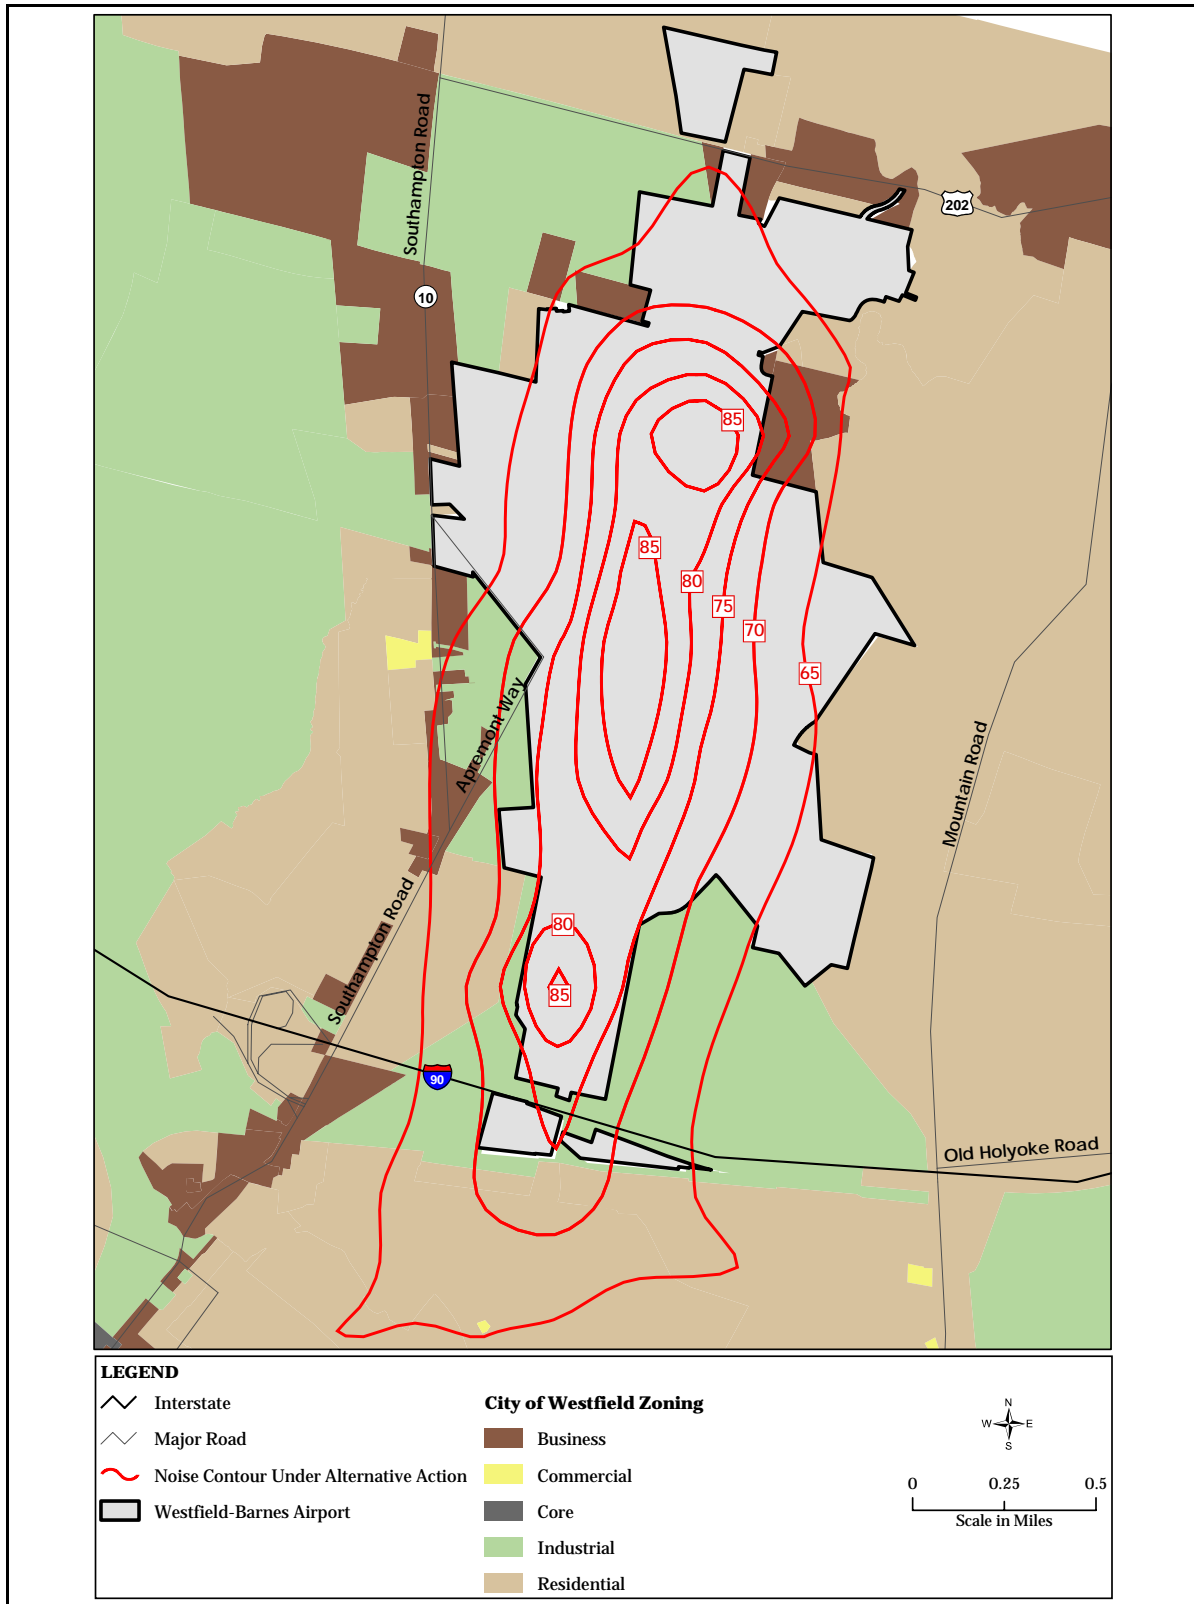 Southampton Road
202
10
85
85
80
75
70
65
Apremont Way
Mountain Road
80
85
Southampton Road
90
Old Holyoke Road
LEGEND
Interstate
Major Road
Noise Contour Under Alternative Action
Westfield-Barnes Airport
City of Westfield Zoning
Business
Commercial
Core
Industrial
Residential
N
W E
S
0 0.25 0.5
Scale in Miles